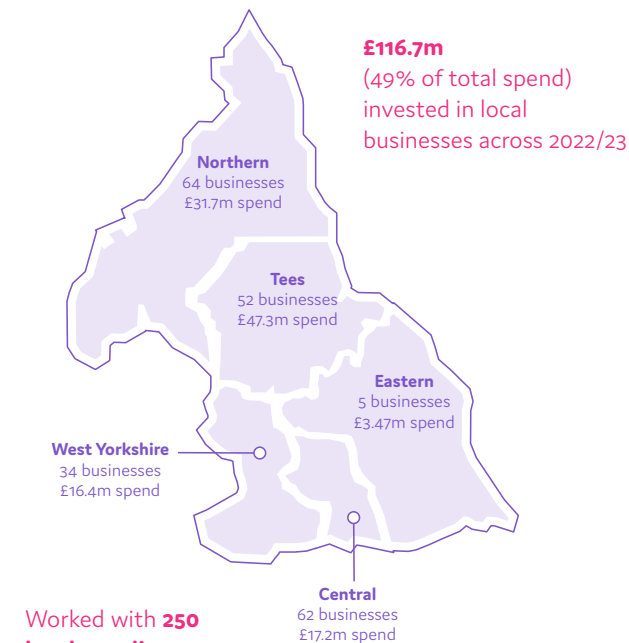 £116.7m
(49% of total spend)
invested in local
businesses across 2022/23
Northern
64 businesses
£31.7m spend
Tees
52 businesses
£47.3m spend
Eastern
5 businesses
£3.47m spend
West Yorkshire
34 businesses
£16.4m spend
Central
62 businesses
£17.2m spend
Worked with 250